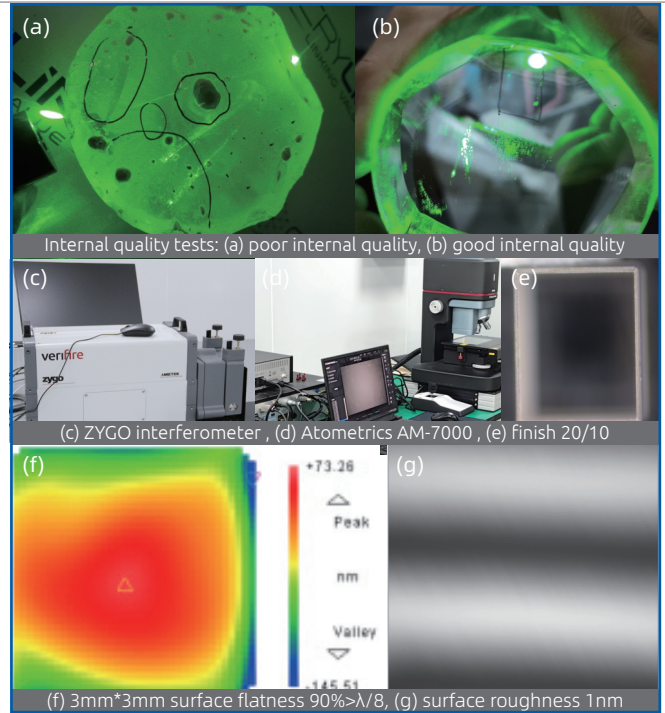 (a)
(b)
Internal quality tests: (a) poor internal quality, (b) good internal quality
(c)
(d)
(e)
verifire
zygo
AMETEK
(c) ZYGO interferometer , (d) Atometrics AM-7000 , (e) finish 20/10
(f)
+73.26
Peak
nm
Valley
-145.51
(g)
(f) 3mm*3mm surface flatness 90%>λ/8, (g) surface roughness 1nm